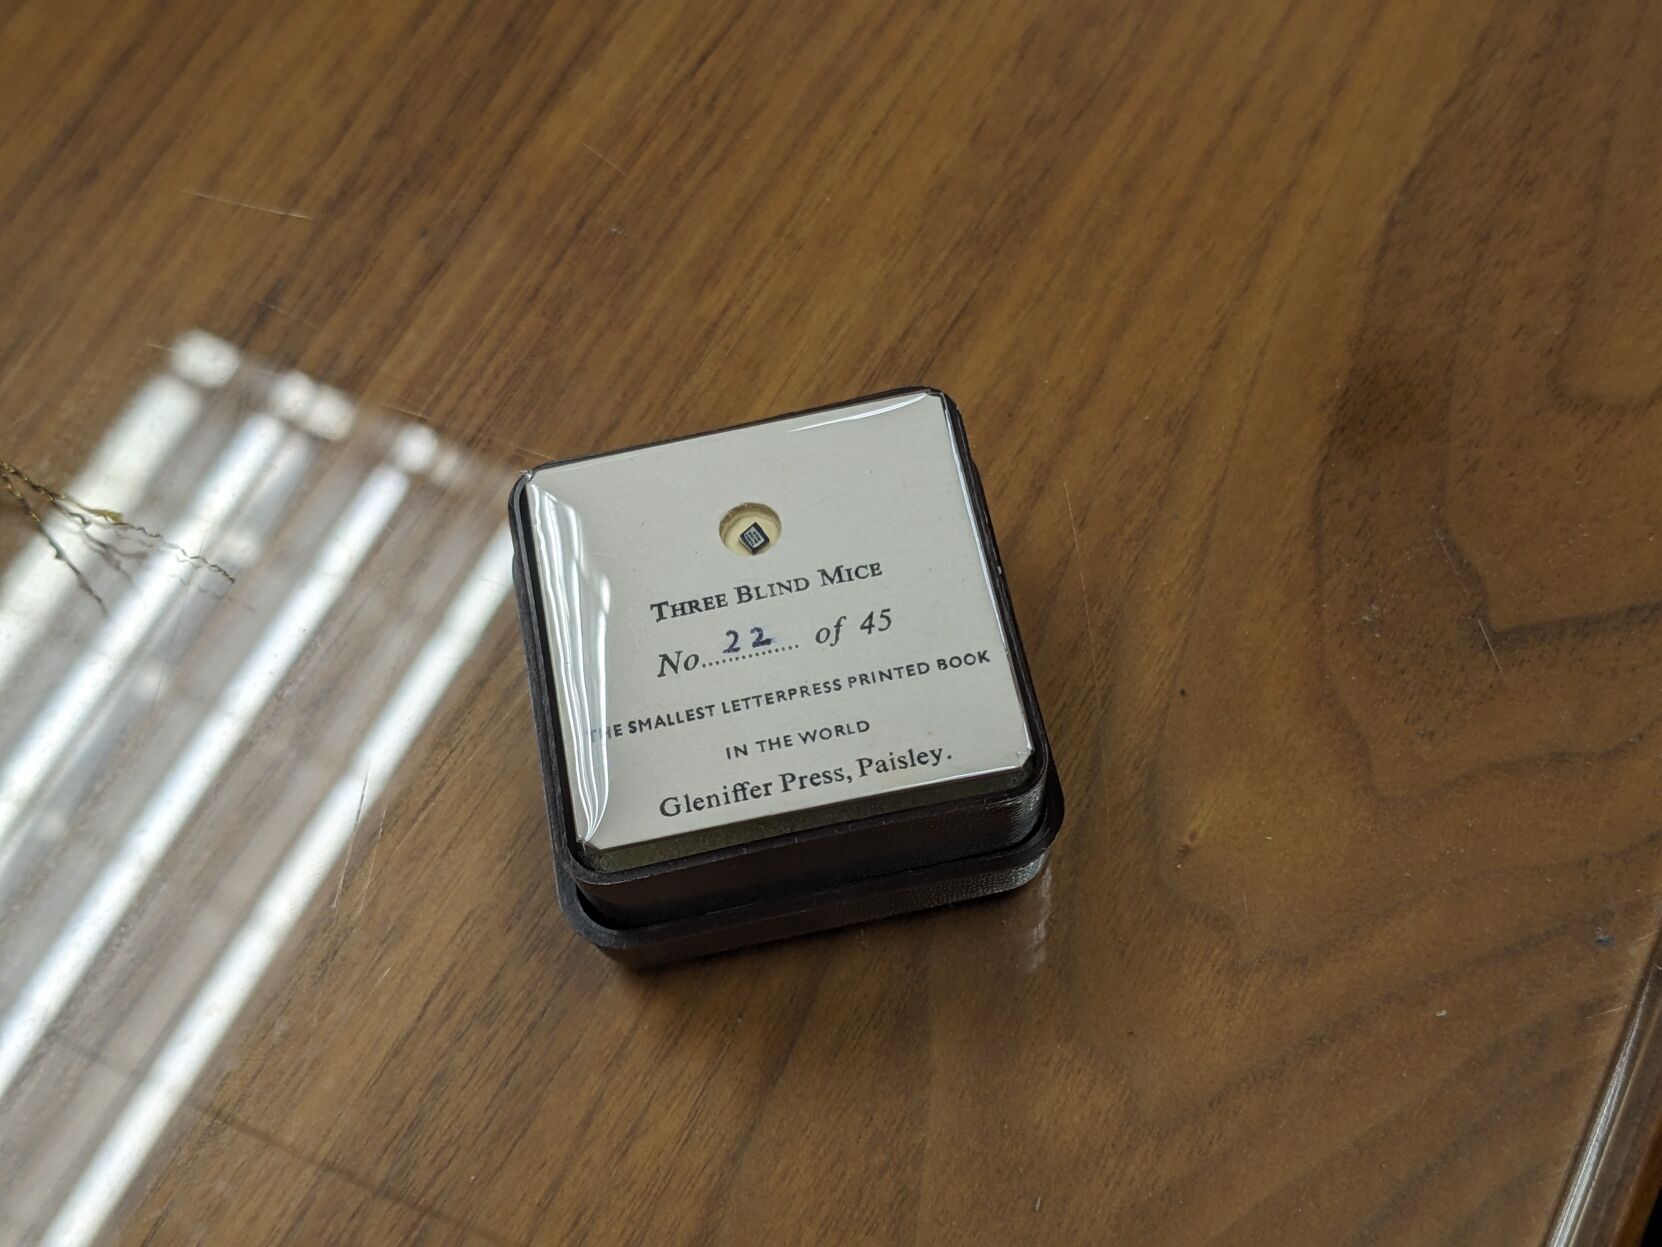 THREE BLIND MICE
No. 22 of 45
THE SMALLEST LETTERPRESS PRINTED BOOK
IN THE WORLD
Gleniffer Press, Paisley.